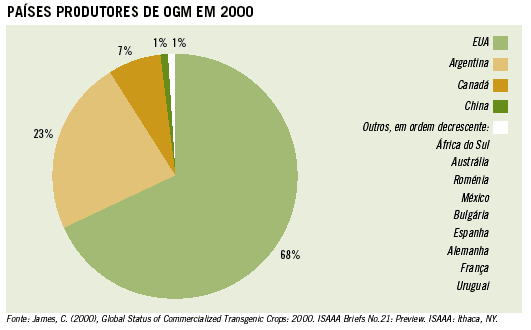 PAÍSES PRODUTORES DE OGM EM 2000
1% 1%
7%
23%
68%
EUA
Argentina
Canadá
China
Outros, em ordem decrescente:
África do Sul
Austrália
Roménia
México
Bulgária
Espanha
Alemanha
França
Uruguai
Fonte: James, C. (2000), Global Status of Commercialized Transgenic Crops: 2000. ISAAA Briefs No.21: Preview. ISAAA: Ithaca, NY.